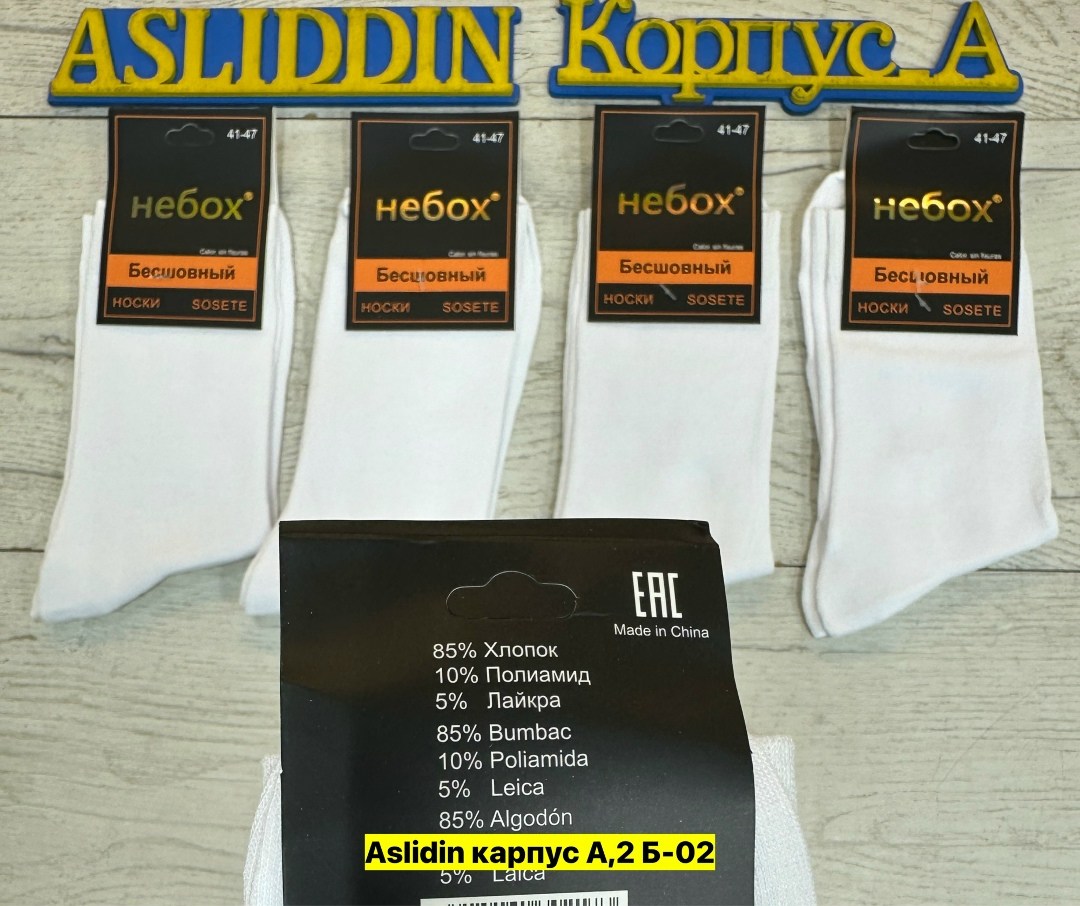 ASLIDDIN Корпус А
41-47
небох®
Бесшовный
НОСКИ SOSETE
41-47
небох®
Бесшовный
НОСКИ SOSETE
41-47
небох®
Бесшовный
НОСКИ SOSETE
41-47
небох®
Бесшовный
НОСКИ SOSETE
EAC
Made in China
85% Хлопок
10% Полиамид
5% Лайкра
85% Bumbac
10% Poliamida
5% Leica
85% Algodón
Aslidin карпус А,2 Б-02
5% Laica